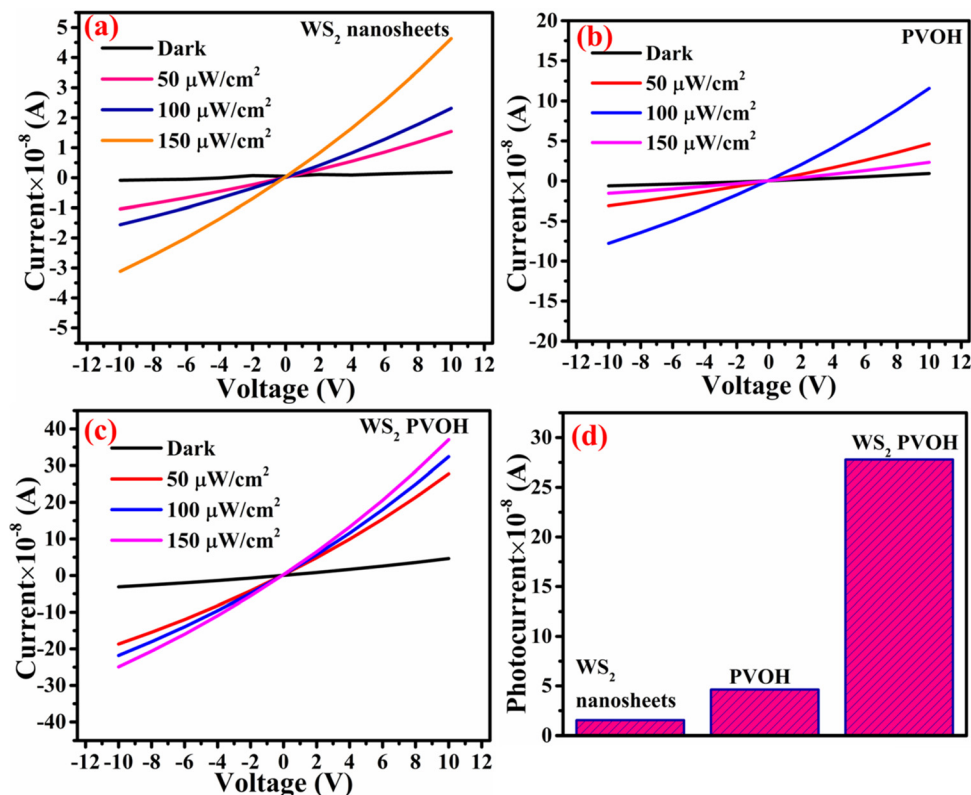 (a)
WS2 nanosheets
Dark
50 μW/cm2
100 μW/cm2
150 μW/cm2
Current×10-8 (A)
5
4
3
2
1
0
-1
-2
-3
-4
-5
-12 -10 -8 -6 -4 -2 0 2 4 6 8 10 12
Voltage (V)
(b)
PVOH
Dark
50 μW/cm2
100 μW/cm2
150 μW/cm2
Current×10-8 (A)
20
15
10
5
0
-5
-10
-15
-20
-12 -10 -8 -6 -4 -2 0 2 4 6 8 10 12
Voltage (V)
(c)
WS2 PVOH
Dark
50 μW/cm2
100 μW/cm2
150 μW/cm2
Current×10-8 (A)
40
30
20
10
0
-10
-20
-30
-40
-12 -10 -8 -6 -4 -2 0 2 4 6 8 10 12
Voltage (V)
(d)
WS2 PVOH
PVOH
WS2
nanosheets
Photocurrent×10-8 (A)
30
25
20
15
10
5
0